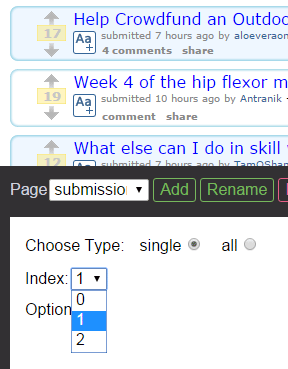 Help Crowdfund an Outdoo
17
Aa+
submitted 7 hours ago by aloeveraon
4 comments share
Week 4 of the hip flexor m
19
Aa+
submitted 10 hours ago by Antranik
comment share
What else can I do in skill
12
Aa
submitted 7 hours ago by TamOShan
Page submission Add Rename
Choose Type: single all
Index: 1
0
Option
1
2